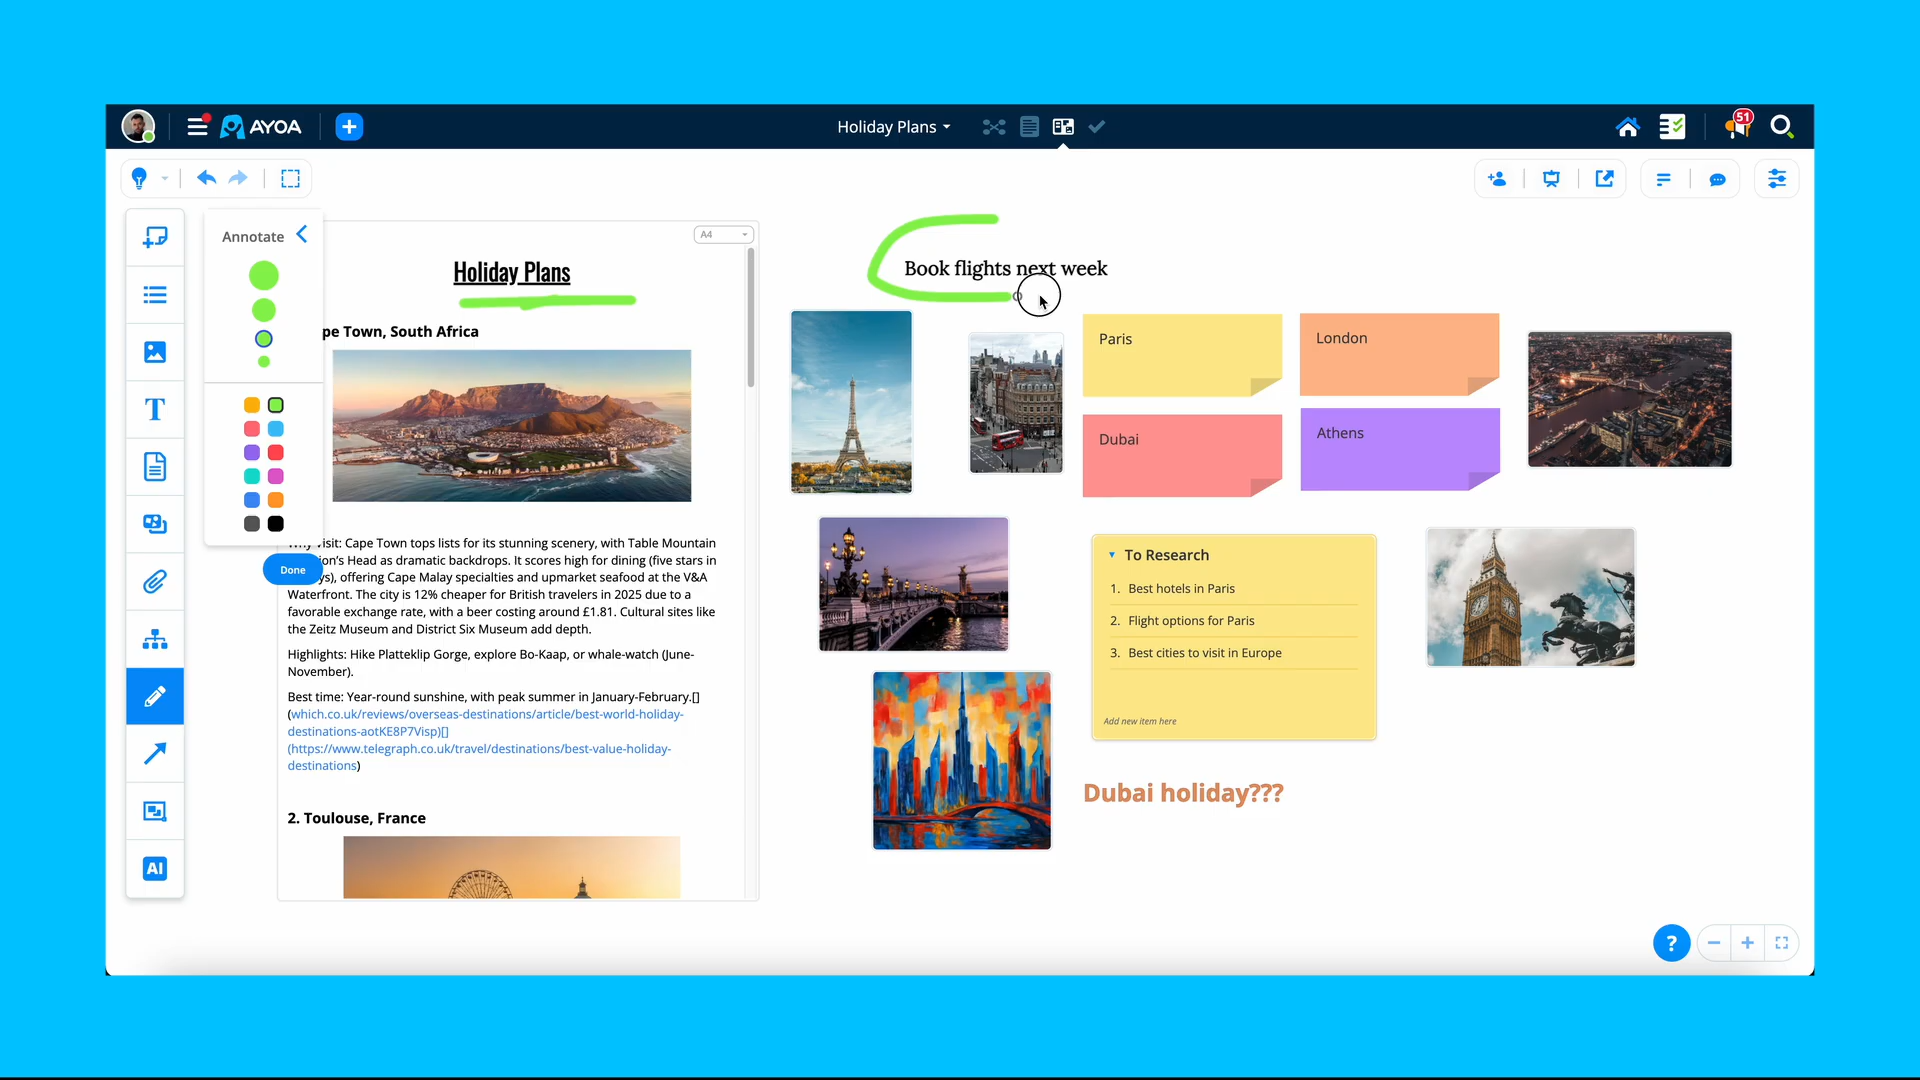 AYOA
Holiday Plans
51
Annotate
A4
Holiday Plans
pe Town, South Africa
Why Visit: Cape Town tops lists for its stunning scenery, with Table Mountain
on's Head as dramatic backdrops. It scores high for dining (five stars in
ys), offering Cape Malay specialties and upmarket seafood at the V&A
Waterfront. The city is 12% cheaper for British travelers in 2025 due to a
favorable exchange rate, with a beer costing around £1.81. Cultural sites like
the Zeitz Museum and District Six Museum add depth.
Highlights: Hike Platteklip Gorge, explore Bo-Kaap, or whale-watch (June-
November).
Best time: Year-round sunshine, with peak summer in January-February.[]
(which.co.uk/reviews/overseas-destinations/article/best-world-holiday-
destinations-aotKE8P7Visp)[]
(https://www.telegraph.co.uk/travel/destinations/best-value-holiday-
destinations)
2. Toulouse, France
Done
T
AI
Book flights next week
Paris
London
Dubai
Athens
To Research
1. Best hotels in Paris
2. Flight options for Paris
3. Best cities to visit in Europe
Add new item here
Dubai holiday???
?